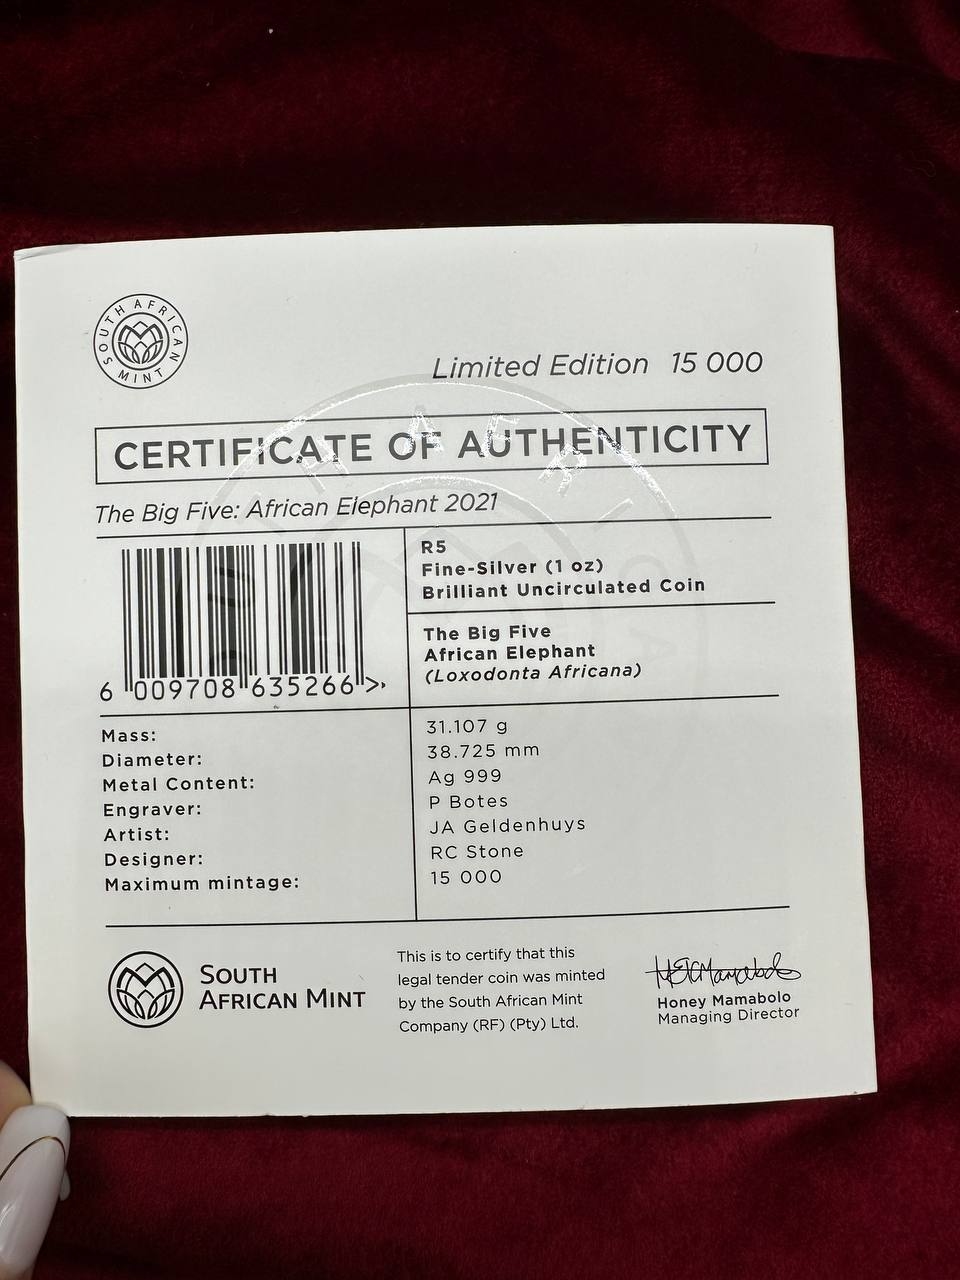 SOUTH AFRICAN MINT
Limited Edition 15 000
CERTIFICATE OF AUTHENTICITY
The Big Five: African Elephant 2021
R5
Fine-Silver (1 oz)
Brilliant Uncirculated Coin
The Big Five
African Elephant
(Loxodonta Africana)
6 009708 635266 >
Mass: 31.107 g
Diameter: 38.725 mm
Metal Content: Ag 999
Engraver: P Botes
Artist: JA Geldenhuys
Designer: RC Stone
Maximum mintage: 15 000
SOUTH
AFRICAN MINT
This is to certify that this
legal tender coin was minted
by the South African Mint
Company (RF) (Pty) Ltd.
Honey Mamabolo
Managing Director